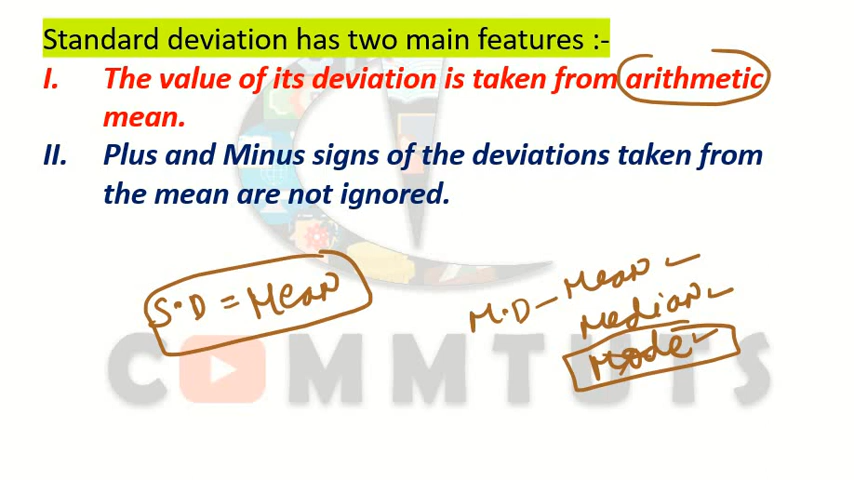 Standard deviation has two main features :-
I. The value of its deviation is taken from arithmetic
mean.
II. Plus and Minus signs of the deviations taken from
the mean are not ignored.
S.D = Mean
M.D - Mean ✓
Median ✓
Mode ✓
COMMTUTS